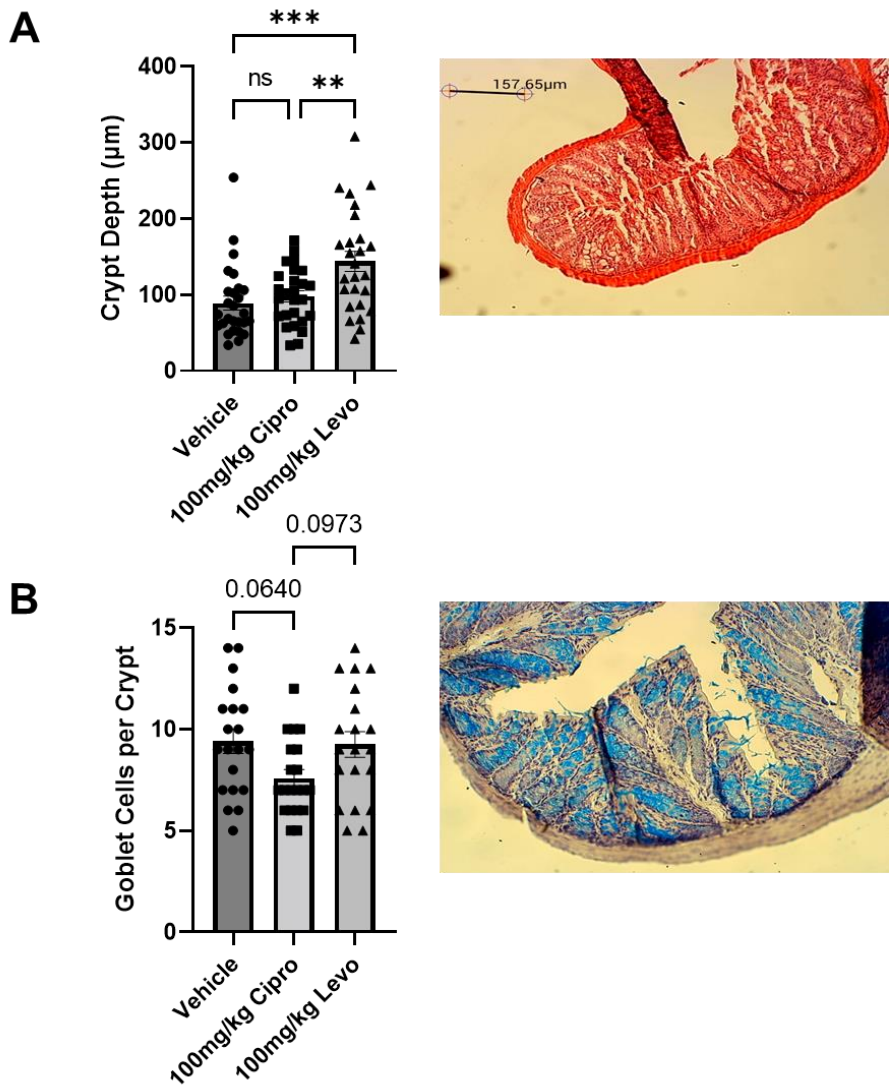 A
***
ns
**
400
300
200
100
0
Crypt Depth (µm)
Vehicle
100mg/kg Cipro
100mg/kg Levo
157.65µm
B
0.0973
0.0640
15
10
5
0
Goblet Cells per Crypt
Vehicle
100mg/kg Cipro
100mg/kg Levo